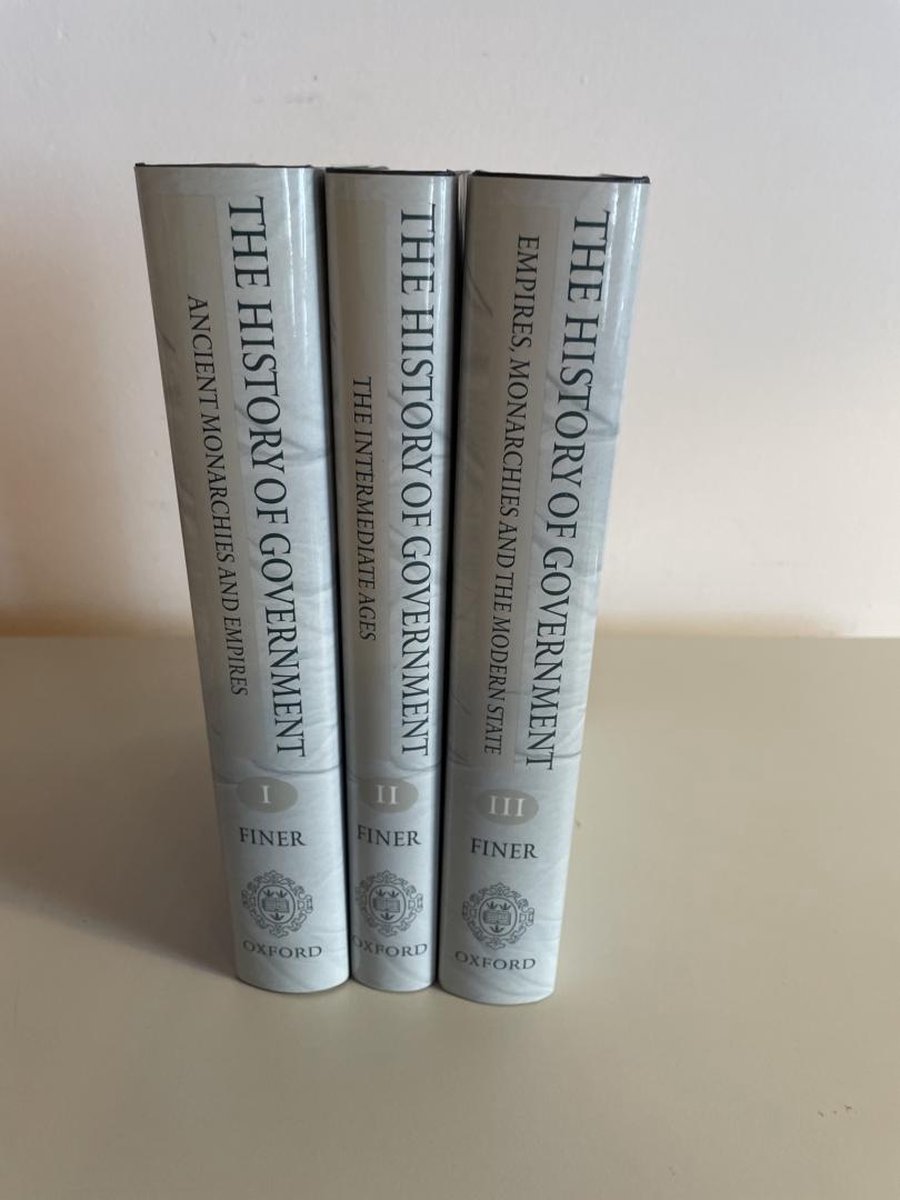 THE HISTORY OF GOVERNMENT
ANCIENT MONARCHIES AND EMPIRES
I
FINER
OXFORD
THE HISTORY OF GOVERNMENT
THE INTERMEDIATE AGES
II
FINER
OXFORD
THE HISTORY OF GOVERNMENT
EMPIRES, MONARCHIES AND THE MODERN STATE
III
FINER
OXFORD